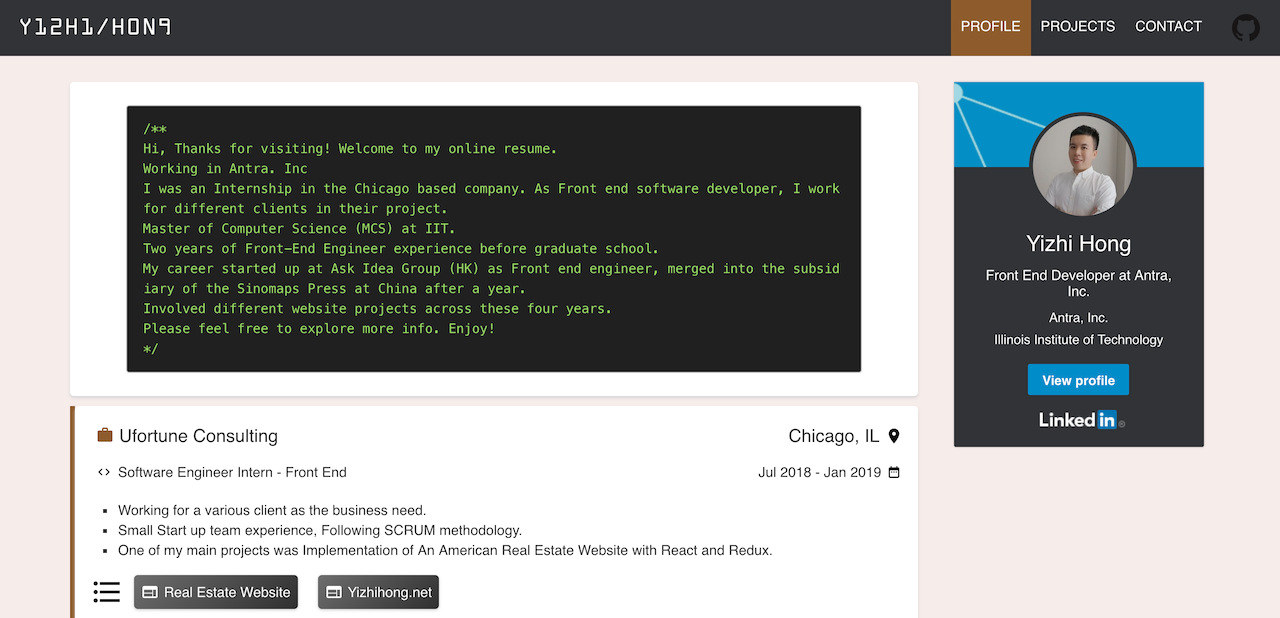 Y1ZH1/H0N9
PROFILE
PROJECTS
CONTACT
/**
Hi, Thanks for visiting! Welcome to my online resume.
Working in Antra. Inc
I was an Internship in the Chicago based company. As Front end software developer, I work
for different clients in their project.
Master of Computer Science (MCS) at IIT.
Two years of Front-End Engineer experience before graduate school.
My career started up at Ask Idea Group (HK) as Front end engineer, merged into the subsid
iary of the Sinomaps Press at China after a year.
Involved different website projects across these four years.
Please feel free to explore more info. Enjoy!
*/
Yizhi Hong
Front End Developer at Antra,
Inc.
Antra, Inc.
Illinois Institute of Technology
View profile
Linked in ®
Ufortune Consulting
Chicago, IL
Software Engineer Intern - Front End
Jul 2018 - Jan 2019
Working for a various client as the business need.
Small Start up team experience, Following SCRUM methodology.
One of my main projects was Implementation of An American Real Estate Website with React and Redux.
Real Estate Website
Yizhihong.net